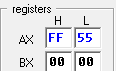 registers
H L
AX FF 55
BX 00 00